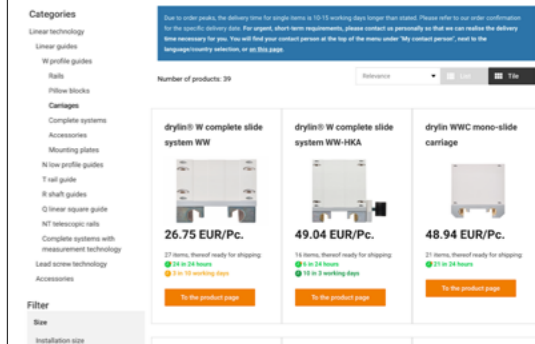 Categories
Linear technology
Linear guides
W profile guides
Rails
Pillow blocks
Carriages
Complete systems
Accessories
Mounting plates
N low profile guides
T rail guide
R shaft guides
Q linear square guide
NT telescopic rails
Complete systems with
measurement technology
Lead screw technology
Accessories
Filter
Size
Installation size
Due to order peaks, the delivery time for single items is 10-15 working days longer than stated. Please refer to our order confirmation
for the specific delivery date. For urgent, short-term requirements, please contact us personally so that we can realise the delivery
time necessary for you. You will find your contact person at the top of the menu under "My contact person", next to the
language/country selection, or on this page.
Number of products: 39
Relevance
List
Tile
drylin® W complete slide
system WW
26.75 EUR/Pc.
27 items, thereof ready for shipping:
24 in 24 hours
3 in 10 working days
To the product page
drylin® W complete slide
system WW-HKA
49.04 EUR/Pc.
16 items, thereof ready for shipping:
6 in 24 hours
10 in 3 working days
To the product page
drylin WWC mono-slide
carriage
48.94 EUR/Pc.
21 items, thereof ready for shipping:
21 in 24 hours
To the product page